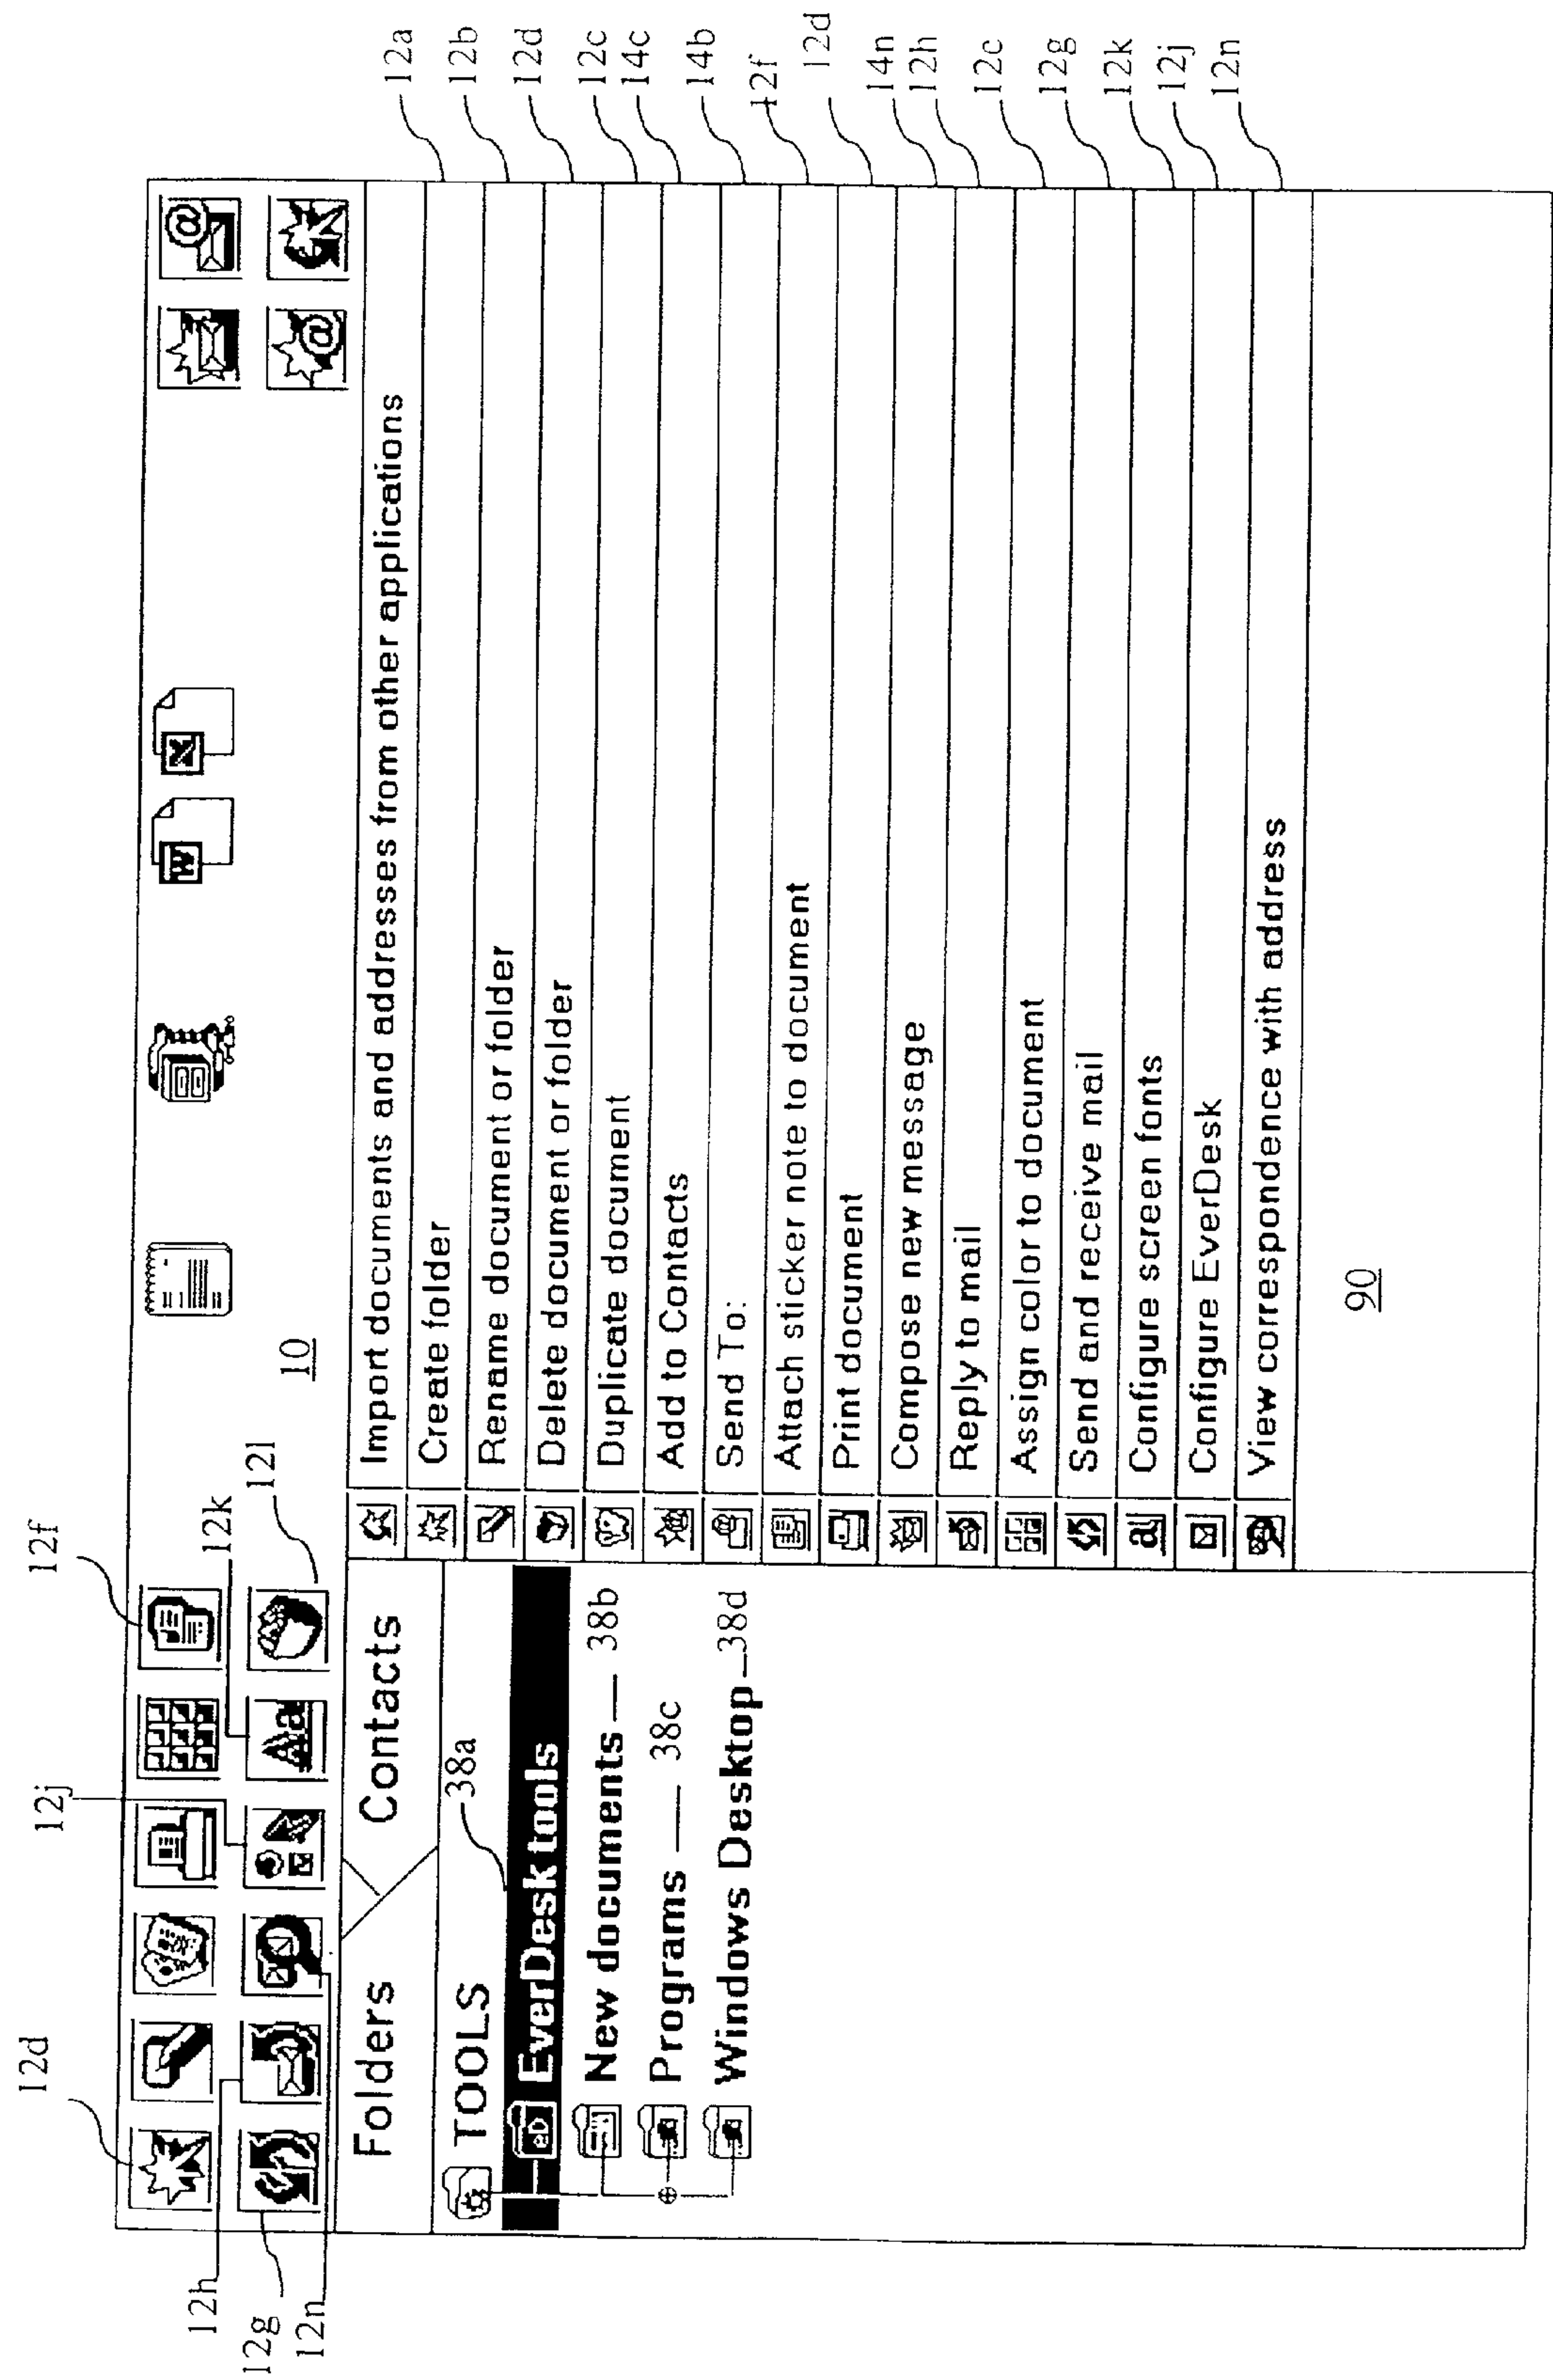 12d
12j
12f
12k
12l
10
12h
12g
12n
W
X
@
@
Folders
Contacts
TOOLS
38a
eD
EverDesk tools
New documents
38b
Programs
38c
Windows Desktop
38d
Import documents and addresses from other applications
Create folder
12a
Rename document or folder
12b
Delete document or folder
12d
Duplicate document
12c
Add to Contacts
14c
Send To:
14b
Attach sticker note to document
12f
Print document
12d
Compose new message
14n
Reply to mail
12h
Assign color to document
12c
Send and receive mail
12g
a
Configure screen fonts
12k
Configure EverDesk
12j
View correspondence with address
12n
Aa
90